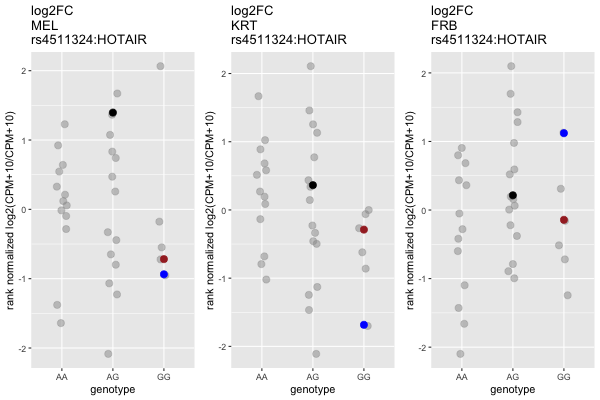 log2FC
MEL
rs4511324:HOTAIR
rank normalized log2(CPM+10/CPM+10)
2
1
0
-1
-2
AA
AG
GG
genotype
log2FC
KRT
rs4511324:HOTAIR
rank normalized log2(CPM+10/CPM+10)
2
1
0
-1
-2
AA
AG
GG
genotype
log2FC
FRB
rs4511324:HOTAIR
rank normalized log2(CPM+10/CPM+10)
2
1
0
-1
-2
AA
AG
GG
genotype